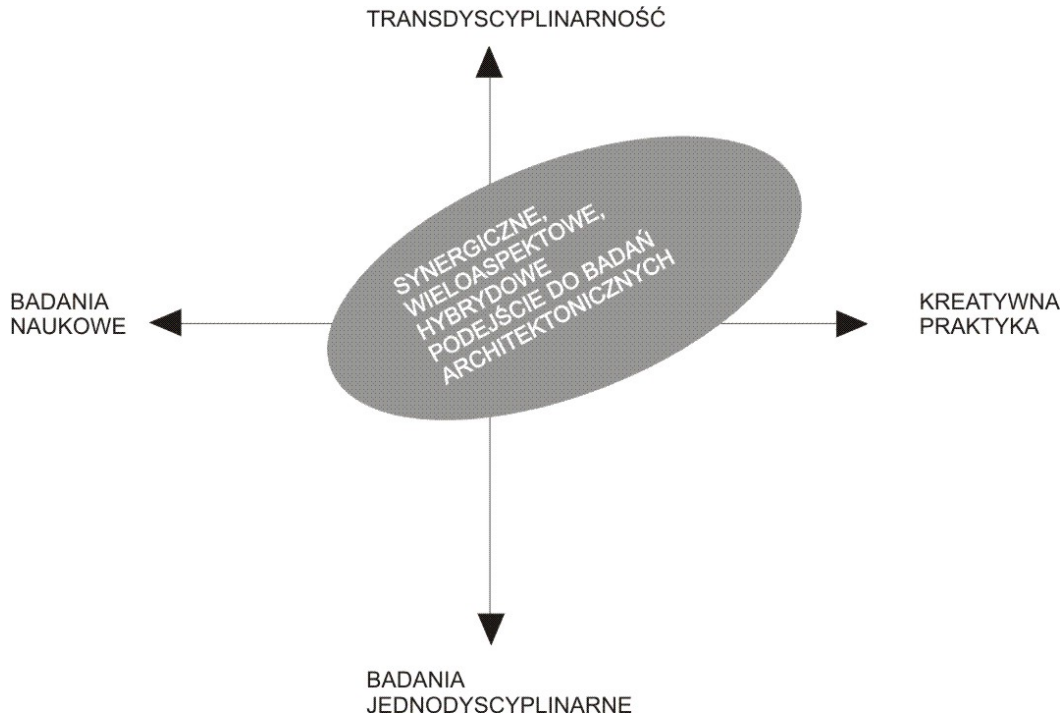 TRANSDYSCYPLINARNOŚĆ
SYNERGICZNE,
WIELOASPEKTOWE,
HYBRYDOWE
PODEJŚCIE DO BADAŃ
ARCHITEKTONICZNYCH
BADANIA
NAUKOWE
KREATYWNA
PRAKTYKA
BADANIA
JEDNODYSCYPLINARNE